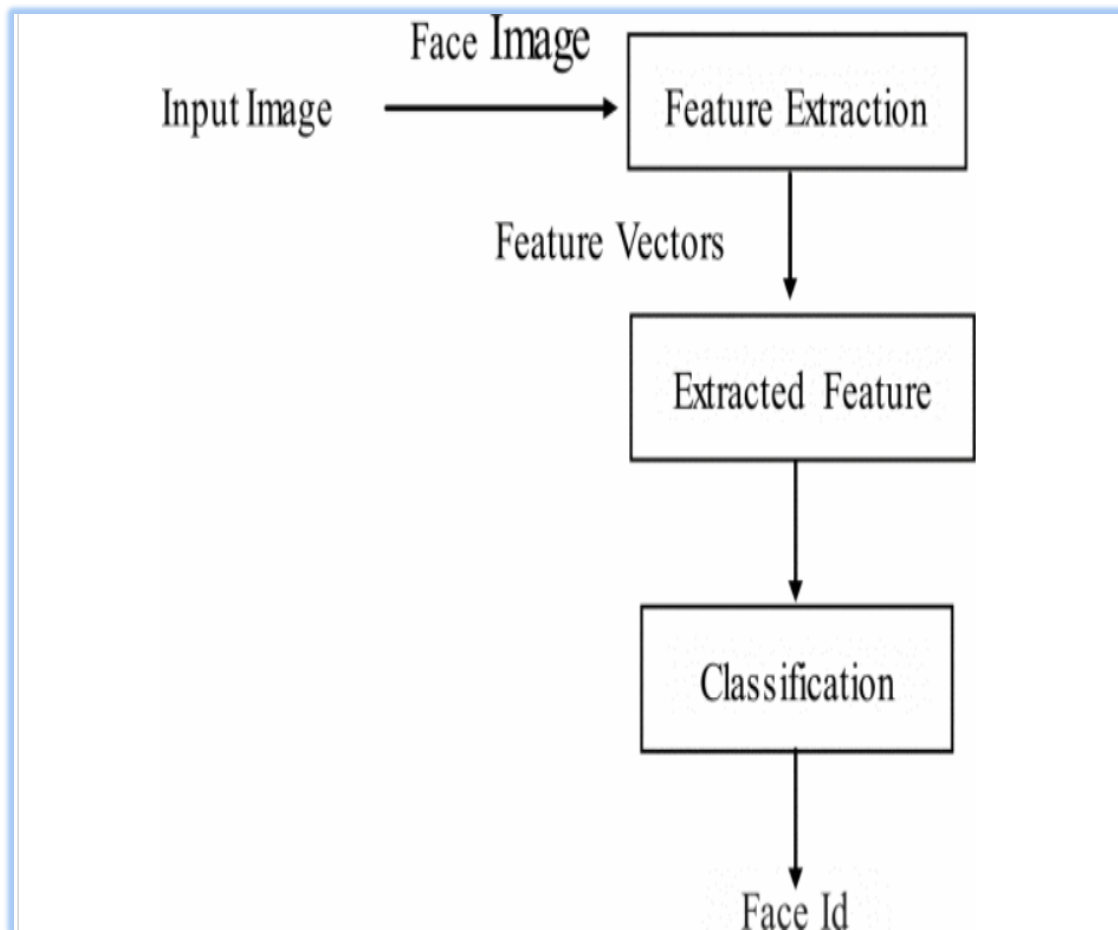 Face Image
Input Image
Feature Extraction
Feature Vectors
Extracted Feature
Classification
Face Id